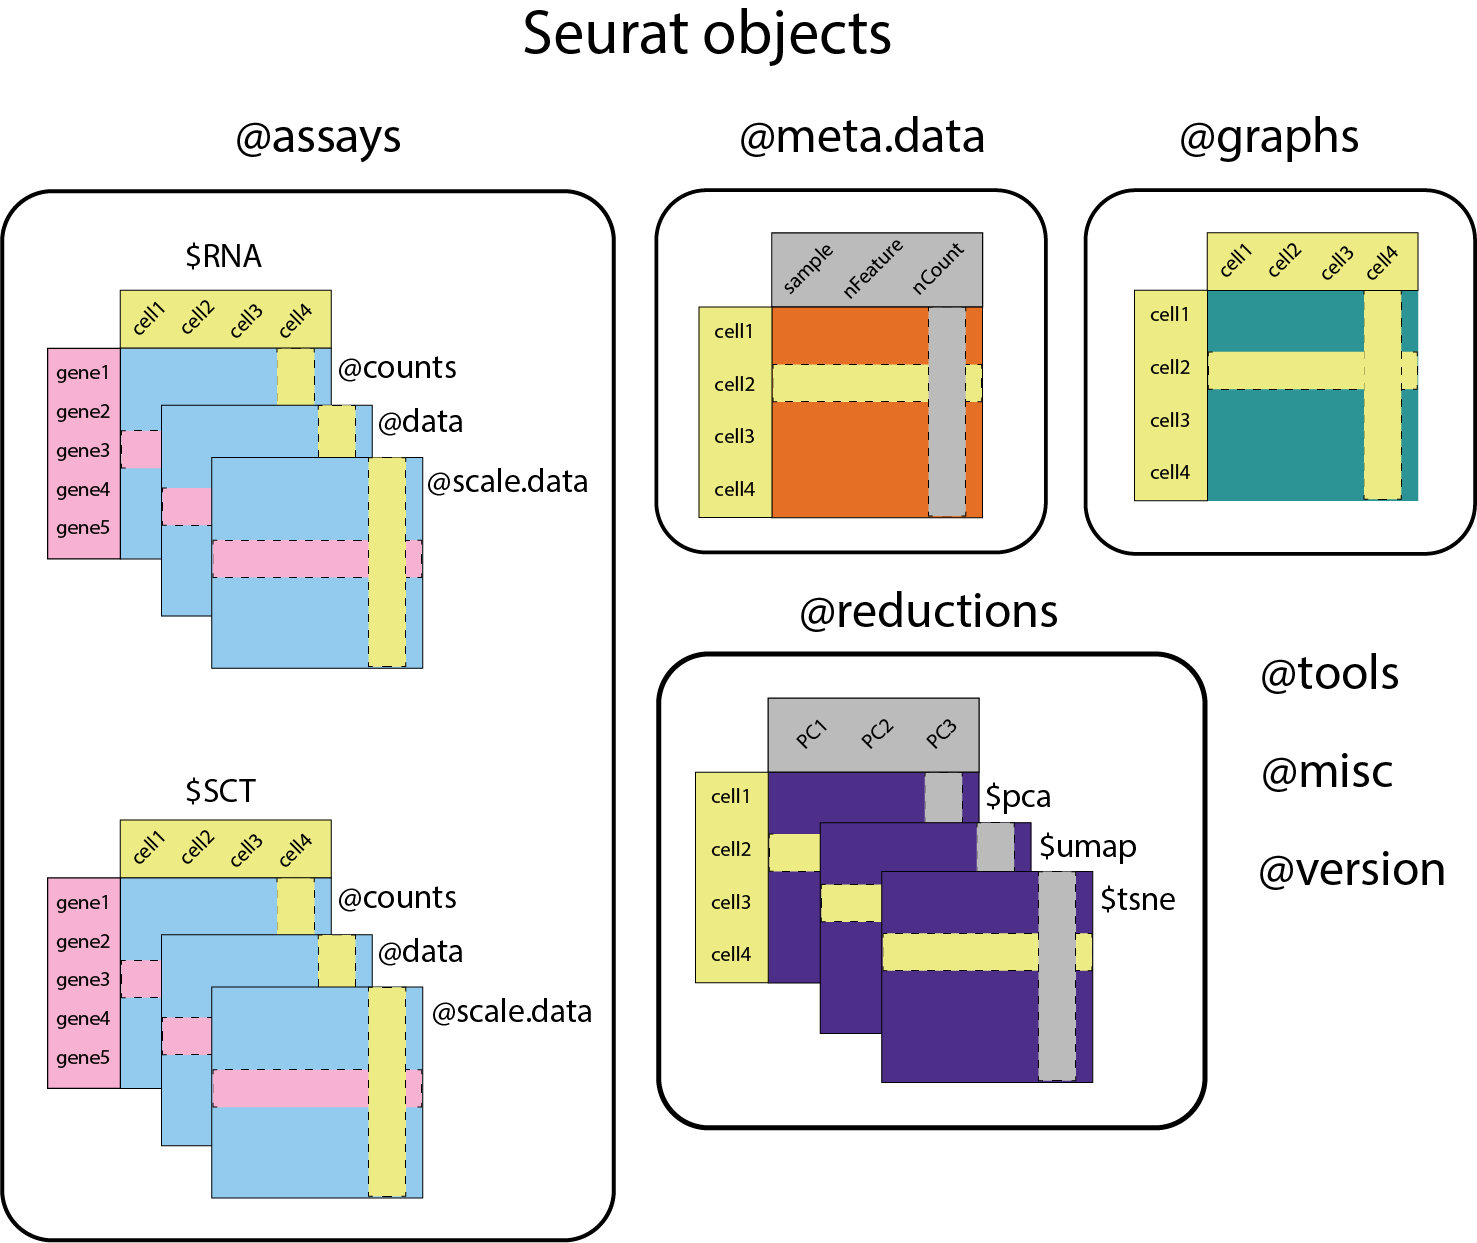 Seurat objects
@assays
$RNA
cell1 cell2 cell3 cell4
gene1
gene2
gene3
gene4
gene5
@counts
@data
@scale.data
$SCT
cell1 cell2 cell3 cell4
gene1
gene2
gene3
gene4
gene5
@counts
@data
@scale.data
@meta.data
sample nFeature nCount
cell1
cell2
cell3
cell4
@graphs
cell1 cell2 cell3 cell4
cell1
cell2
cell3
cell4
@reductions
PC1 PC2 PC3
cell1
cell2
cell3
cell4
$pca
$umap
$tsne
@tools
@misc
@version